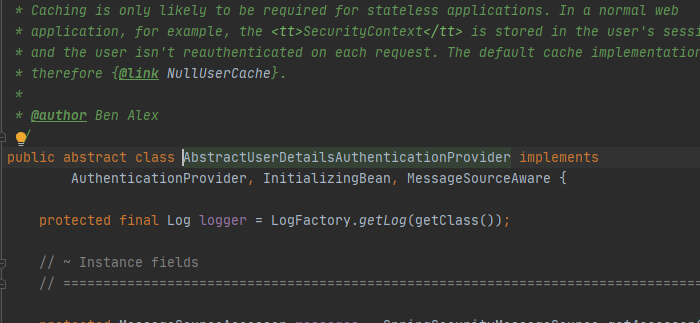 * Caching is only likely to be required for stateless applications. In a normal web
* application, for example, the <tt>SecurityContext</tt> is stored in the user's
* and the user isn't reauthenticated on each request. The default cache implementation
* therefore {@link NullUserCache}.
*
* @author Ben Alex
/
public abstract class AbstractUserDetailsAuthenticationProvider implements
AuthenticationProvider, InitializingBean, MessageSourceAware {
protected final Log logger = LogFactory.getLog(getClass());
// ~ Instance fields
// ================================================================================